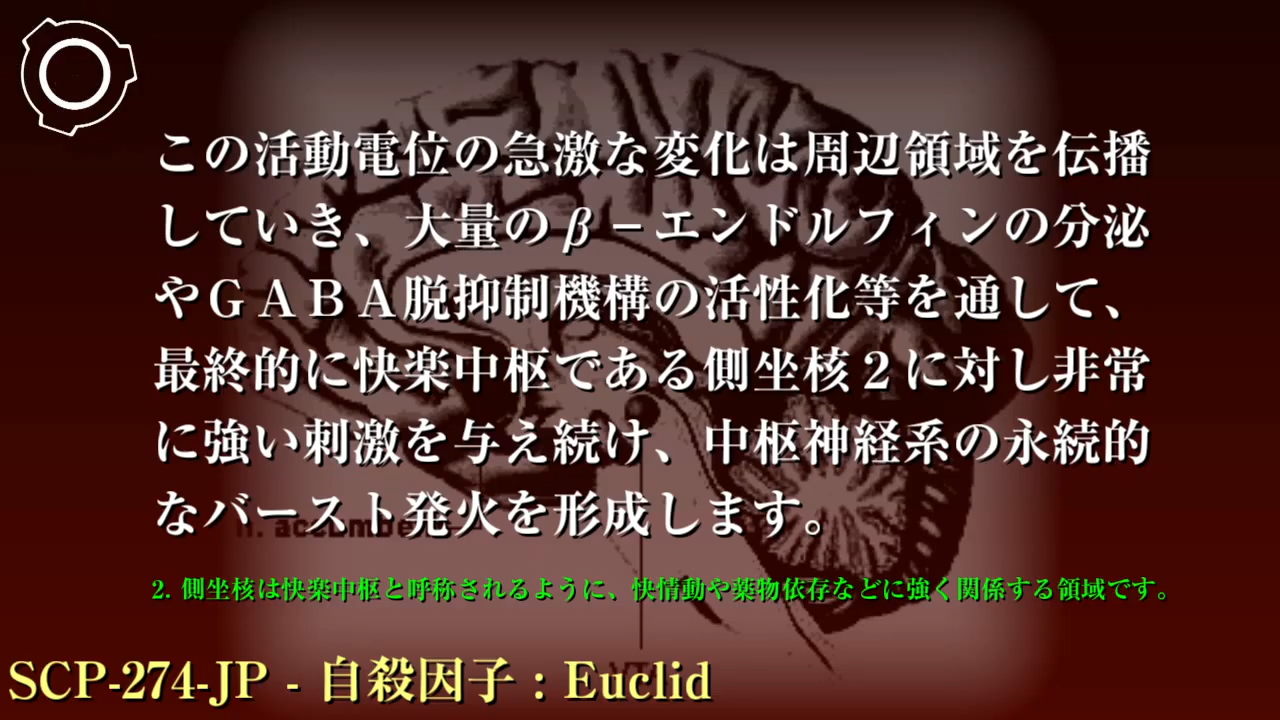 この活動電位の急激な変化は周辺領域を伝播
していき、大量のβ－エンドルフィンの分泌
やＧＡＢＡ脱抑制機構の活性化等を通して、
最終的に快楽中枢である側坐核２に対し非常
に強い刺激を与え続け、中枢神経系の永続的
なバースト発火を形成します。
n. accumbens
2. 側坐核は快楽中枢と呼称されるように、快情動や薬物依存などに強く関係する領域です。
SCP-274-JP - 自殺因子 : Euclid